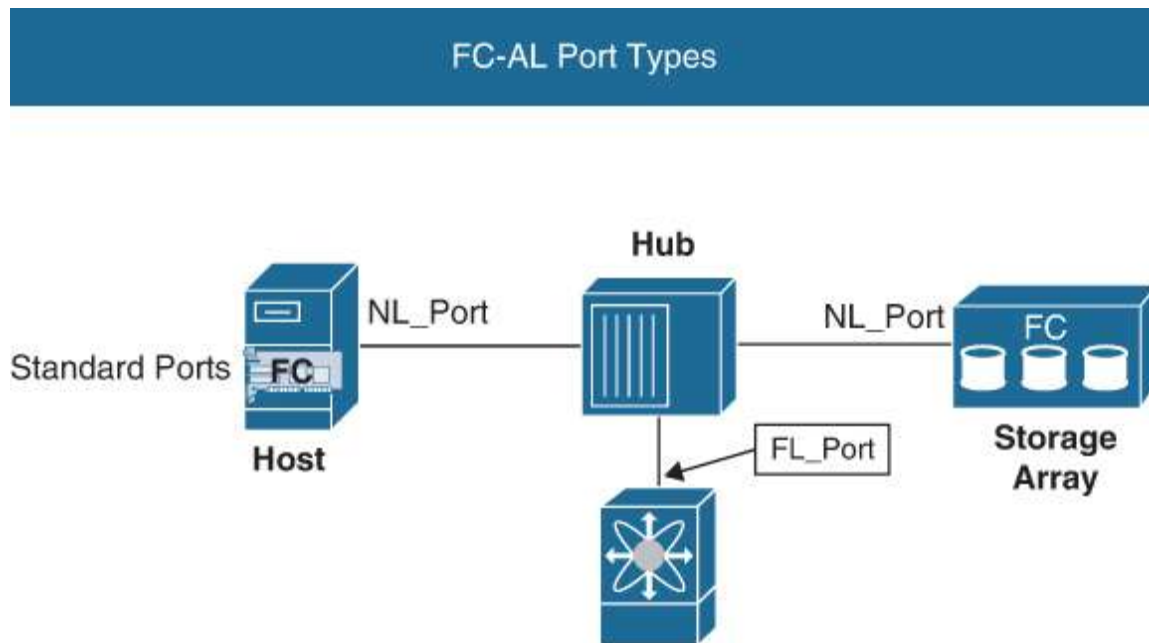 FC-AL Port Types
Hub
NL_Port
NL_Port
FC
Standard Ports
FC
Host
FL_Port
Storage
Array